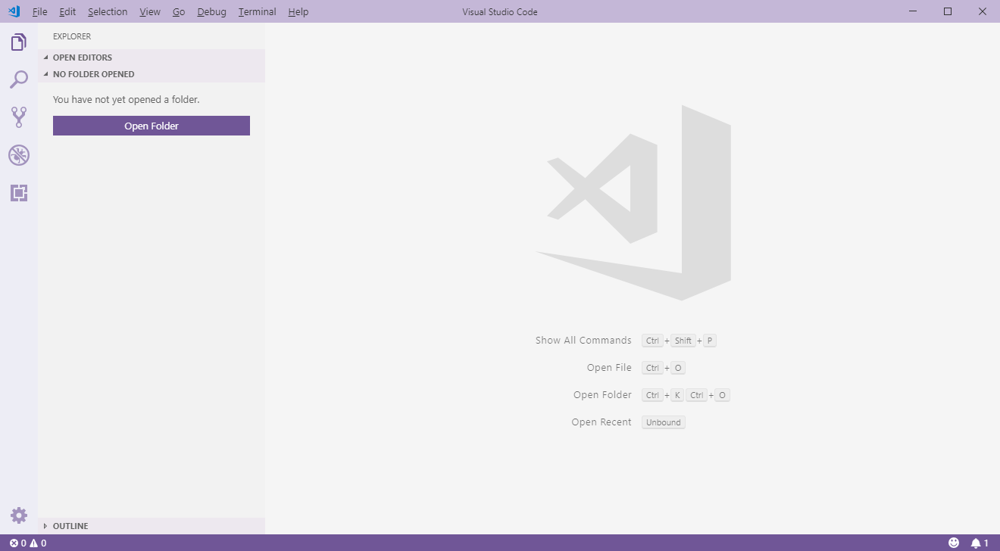 File Edit Selection View Go Debug Terminal Help Visual Studio Code
EXPLORER
OPEN EDITORS
NO FOLDER OPENED
You have not yet opened a folder.
Open Folder
Show All Commands Ctrl + Shift + P
Open File Ctrl + O
Open Folder Ctrl + K Ctrl + O
Open Recent Unbound
OUTLINE
0 0 1